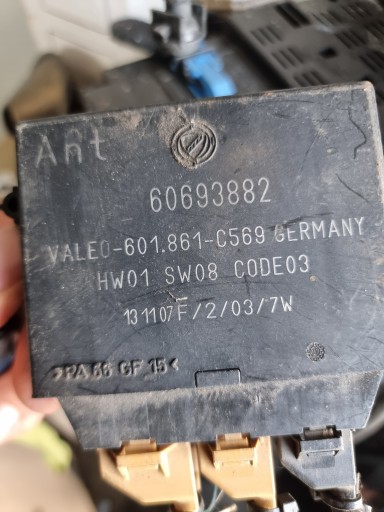 Ant
60693882
VALEO-601.861-C569 GERMANY
HW01 SW08 CODE03
131107F/2/03/7W
>PA 66 GF 15<